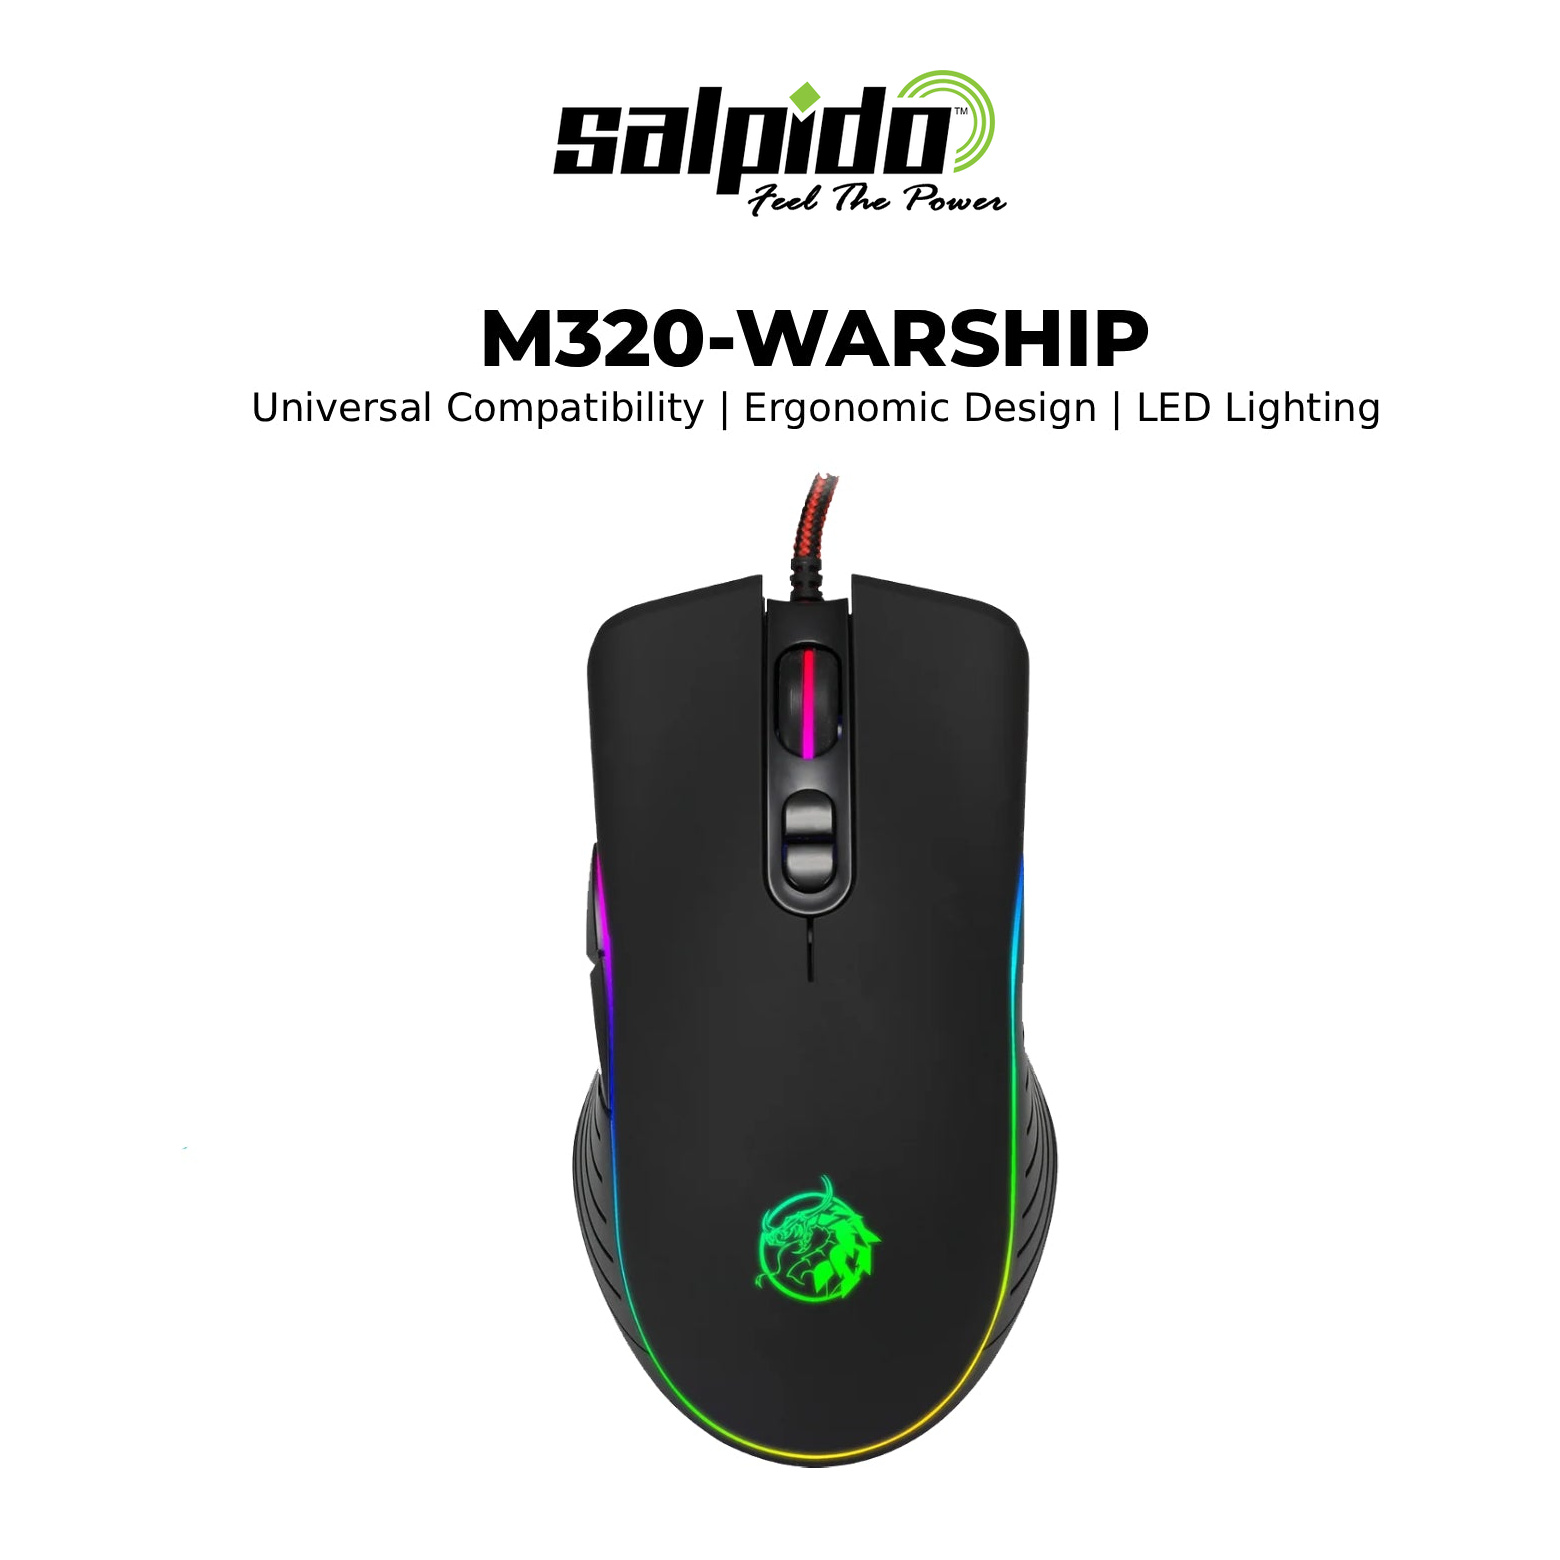 salpido™
Feel The Power
M320-WARSHIP
Universal Compatibility | Ergonomic Design | LED Lighting